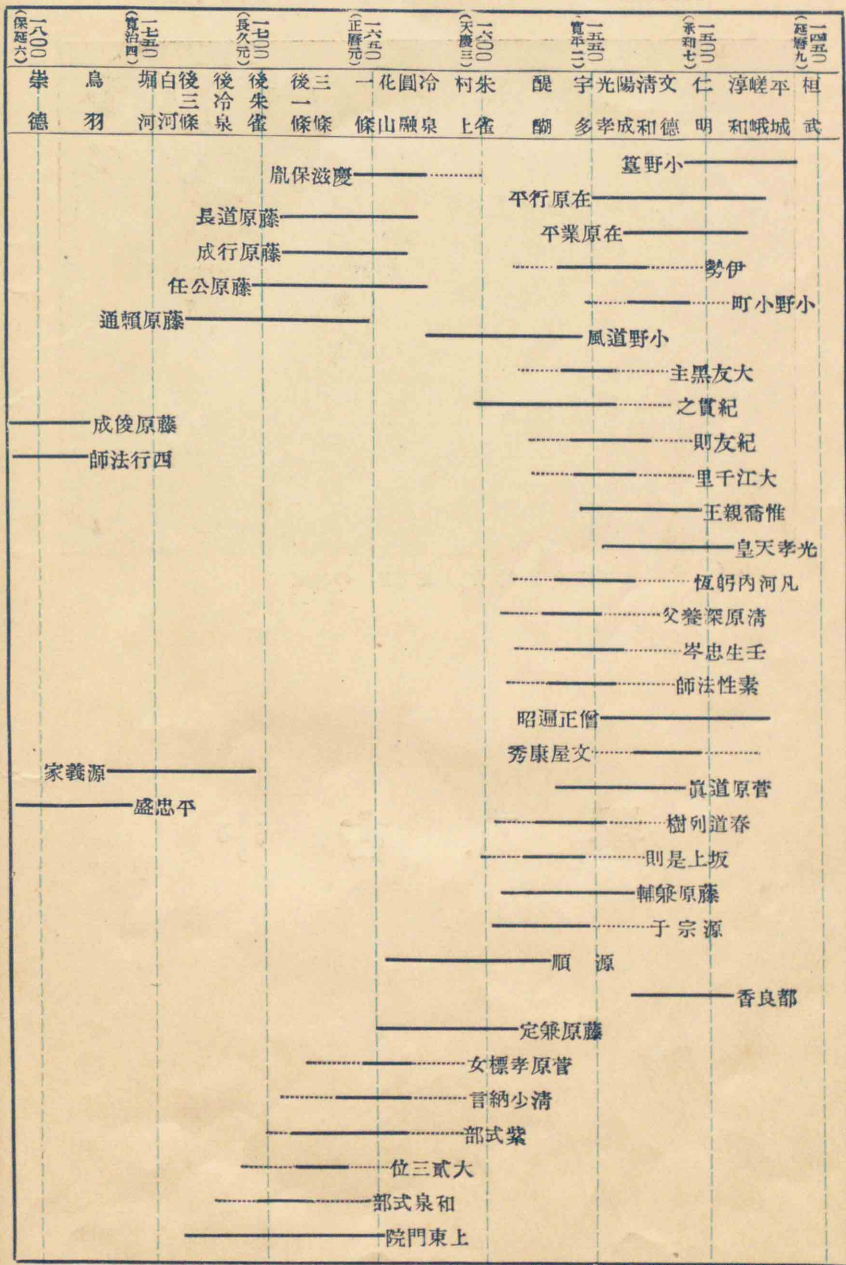 一四五〇
(延曆九)
一五〇〇
(承和七)
一五五〇
(寬平二)
一六〇〇
(天慶三)
一六五〇
(正曆元)
一七〇〇
(長久元)
一七五〇
(寬治四)
一八〇〇
(保延六)
桓武
平城
嵯峨
淳和
仁明
文德
清和
陽成
光孝
宇多
醍醐
朱雀
村上
冷泉
圓融
花山
一條
三條
後一條
後朱雀
後冷泉
後三條
白河
堀河
鳥羽
崇德
小野篁
慶滋保胤
在原行平
藤原道長
在原業平
藤原行成
伊勢
藤原公任
小野小町
藤原賴通
小野道風
大友黑主
紀貫之
藤原俊成
紀友則
西行法師
大江千里
惟喬親王
光孝天皇
凡河內躬恆
清原深養父
壬生忠岑
素性法師
僧正遍昭
文屋康秀
源義家
菅原道眞
平忠盛
春道列樹
坂上是則
藤原兼輔
源宗于
源順
都良香
藤原兼定
菅原孝標女
清少納言
紫式部
大貳三位
和泉式部
上東門院